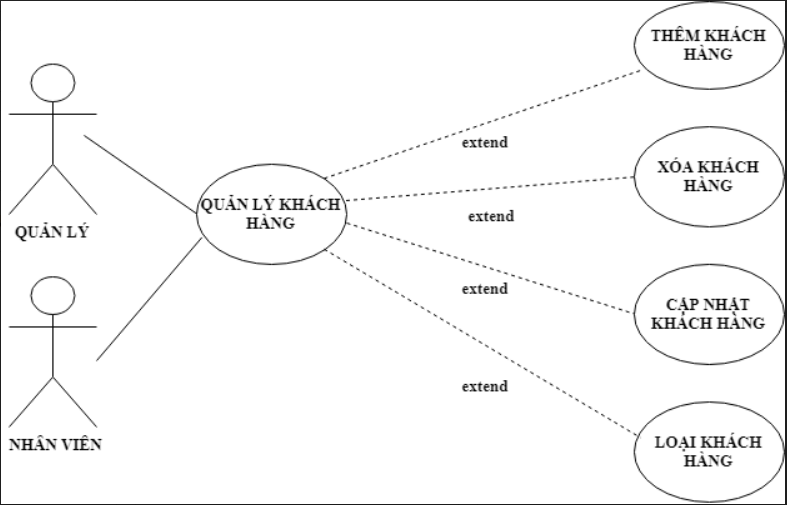 THÊM KHÁCH
HÀNG
extend
XÓA KHÁCH
HÀNG
QUẢN LÝ KHÁCH
HÀNG
extend
QUẢN LÝ
extend
CẬP NHẬT
KHÁCH HÀNG
extend
NHÂN VIÊN
LOẠI KHÁCH
HÀNG